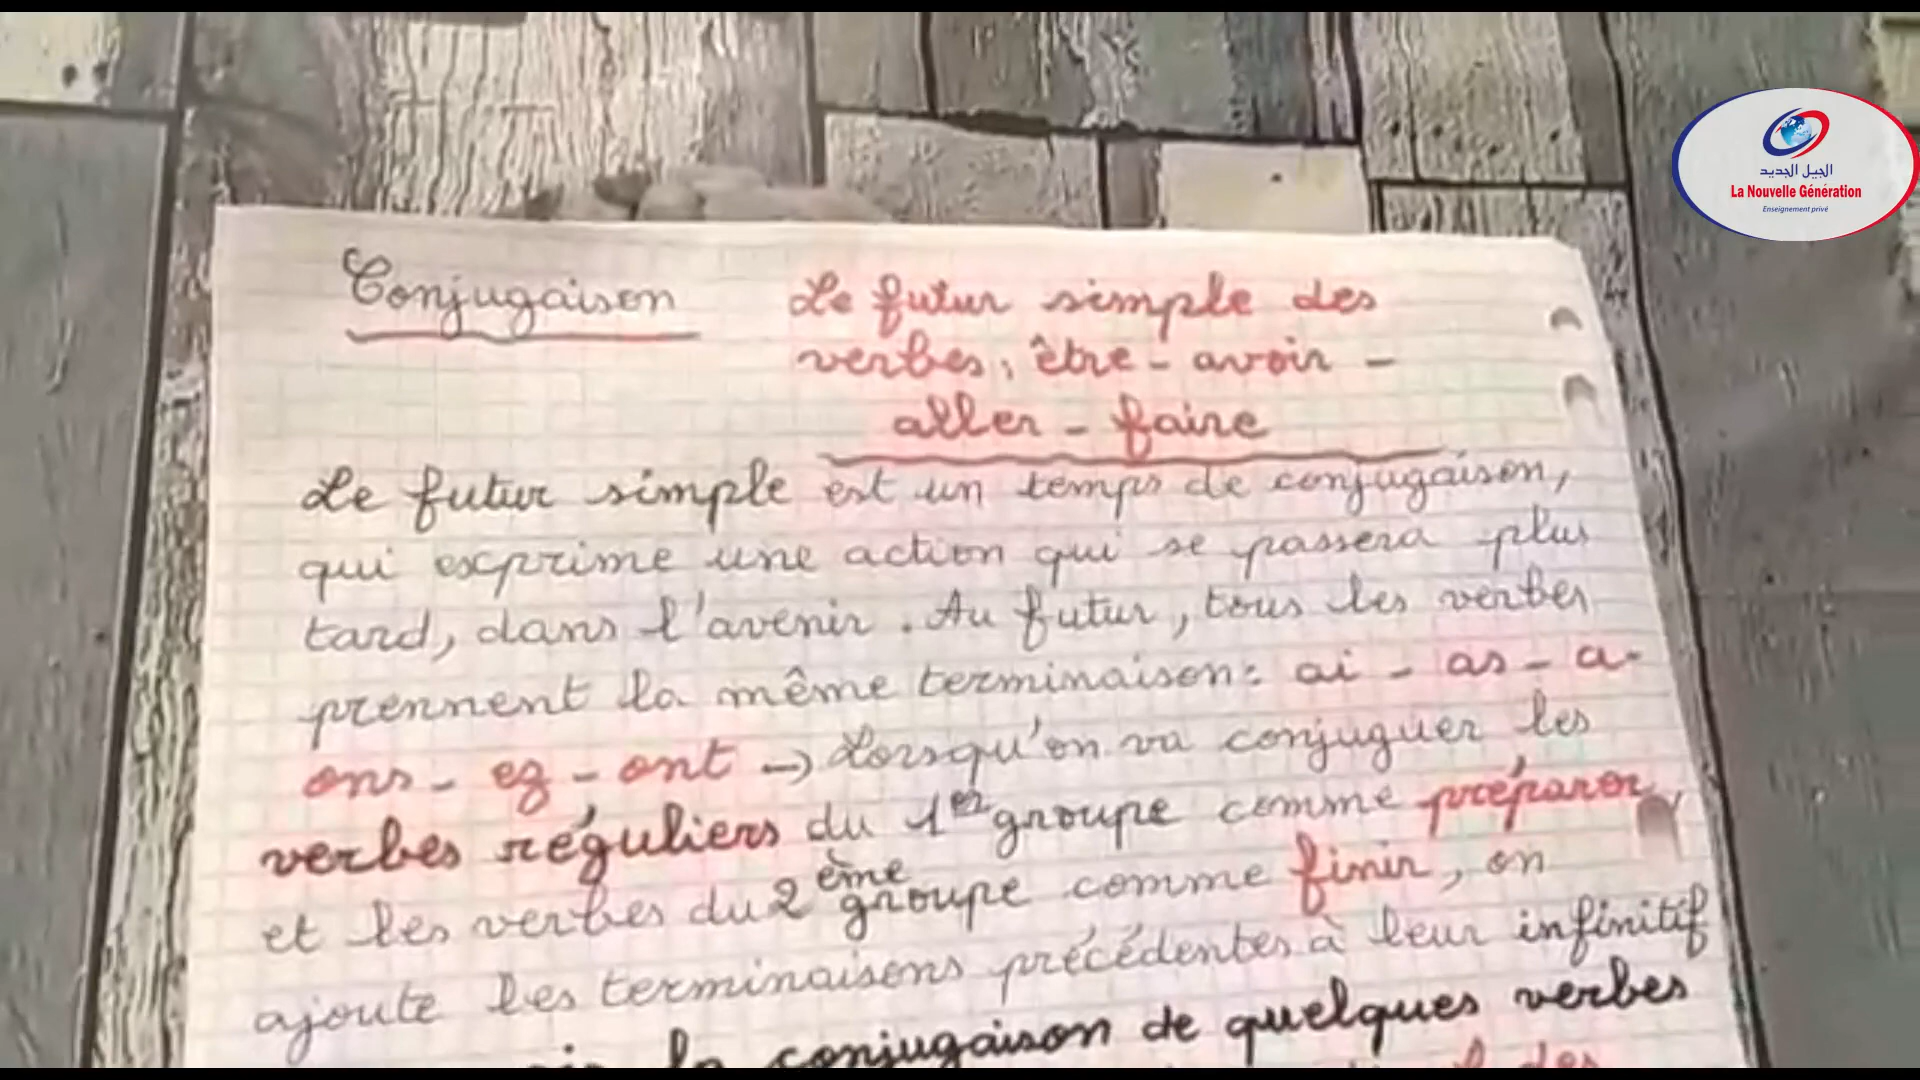 الجيل الجديد
La Nouvelle Génération
Enseignement privé
Conjugaison
Le futur simple des
verbes : être - avoir -
aller - faire
Le futur simple est un temps de conjugaison,
qui exprime une action qui se passera plus
tard, dans l'avenir. Au futur, tous les verbes
prennent la même terminaison : ai - as - a -
ons - ez - ont → Lorsqu'on va conjuguer les
verbes réguliers du 1er groupe comme préparer,
et les verbes du 2ème groupe comme finir, on
ajoute les terminaisons précédentes à leur infinitif
la conjugaison de quelques verbes
des